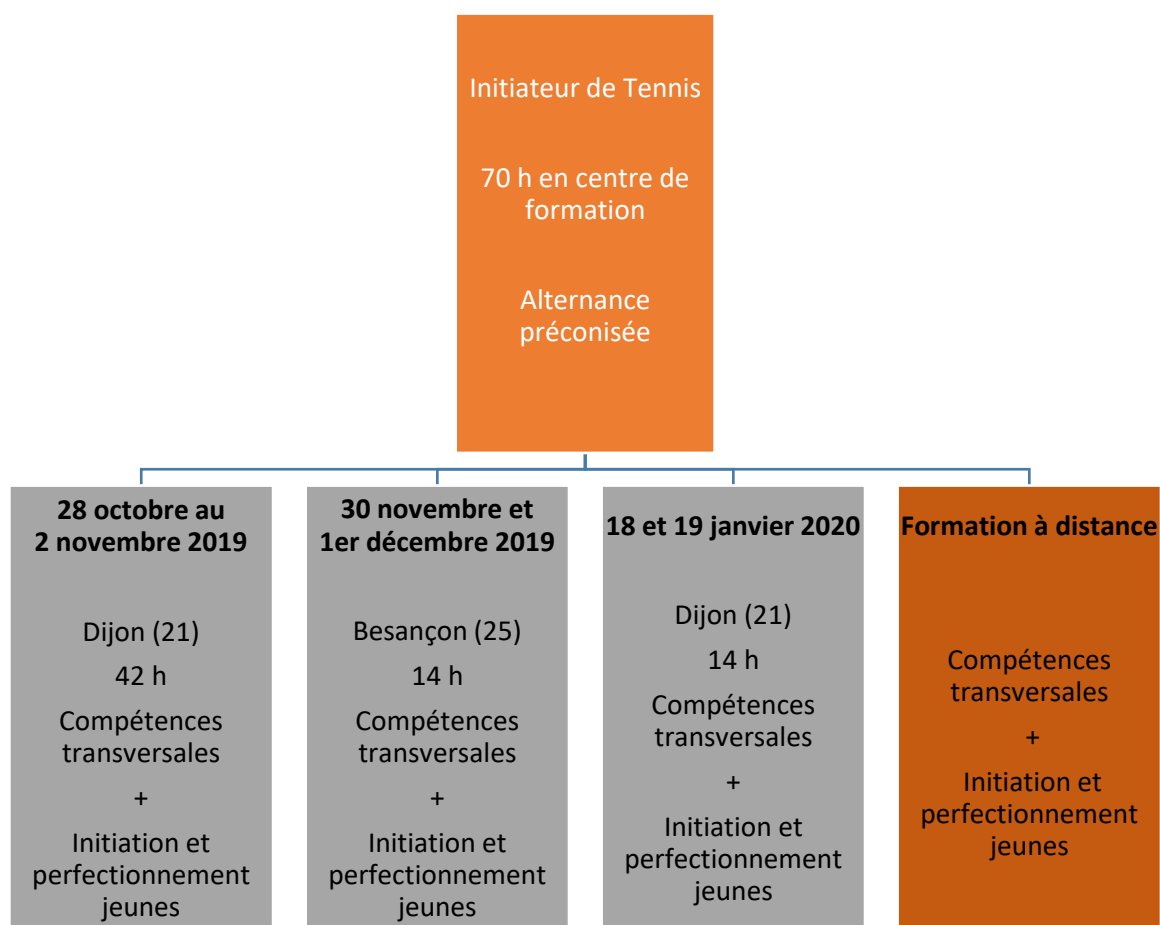 Initiateur de Tennis
70 h en centre de
formation
Alternance
préconisée
28 octobre au
2 novembre 2019
Dijon (21)
42 h
Compétences
transversales
+
Initiation et
perfectionnement
jeunes
30 novembre et
1er décembre 2019
Besançon (25)
14 h
Compétences
transversales
+
Initiation et
perfectionnement
jeunes
18 et 19 janvier 2020
Dijon (21)
14 h
Compétences
transversales
+
Initiation et
perfectionnement
jeunes
Formation à distance
Compétences
transversales
+
Initiation et
perfectionnement
jeunes